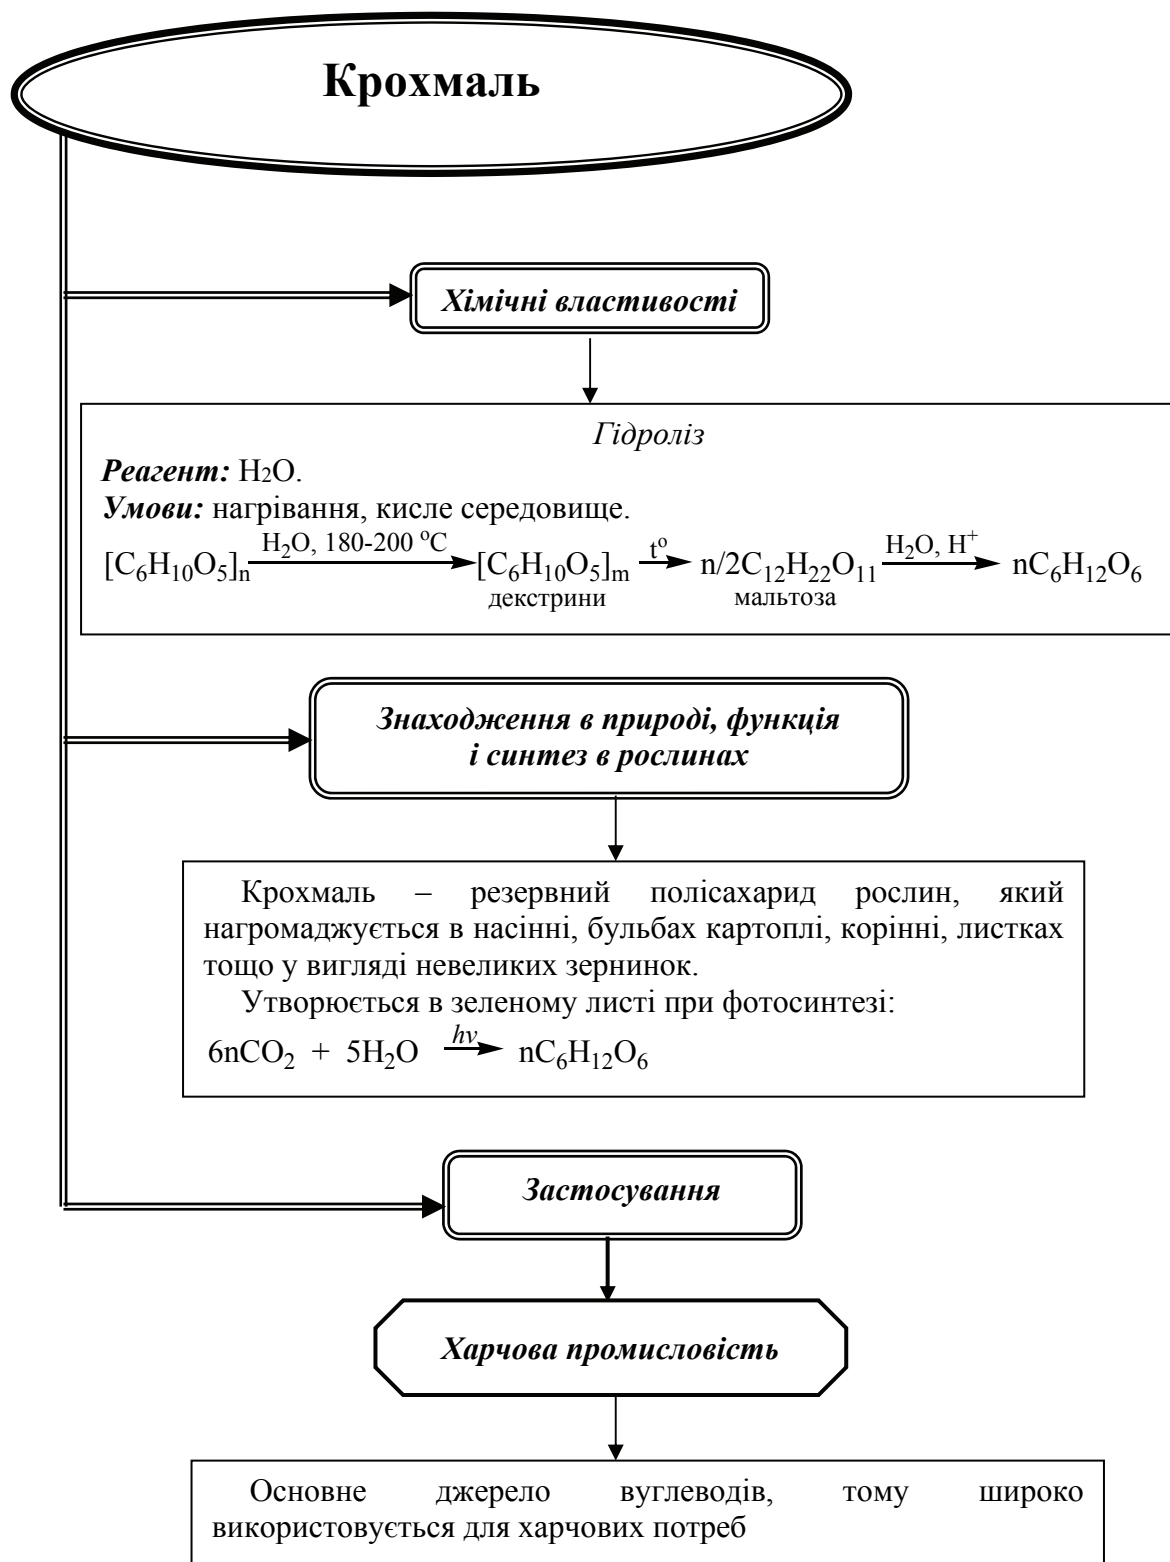 Крохмаль
Хімічні властивості
Гідроліз
Реагент: H2O.
Умови: нагрівання, кисле середовище.
[C6H10O5]n H2O, 180-200 °C [C6H10O5]m t° n/2C12H22O11 H2O, H+ nC6H12O6
декстрини мальтоза
Знаходження в природі, функція
і синтез в рослинах
Крохмаль – резервний полісахарид рослин, який
нагромаджується в насінні, бульбах картоплі, корінні, листках
тощо у вигляді невеликих зернинок.
Утворюється в зеленому листі при фотосинтезі:
6nCO2 + 5H2O hν nC6H12O6
Застосування
Харчова промисловість
Основне джерело вуглеводів, тому широко
використовується для харчових потреб